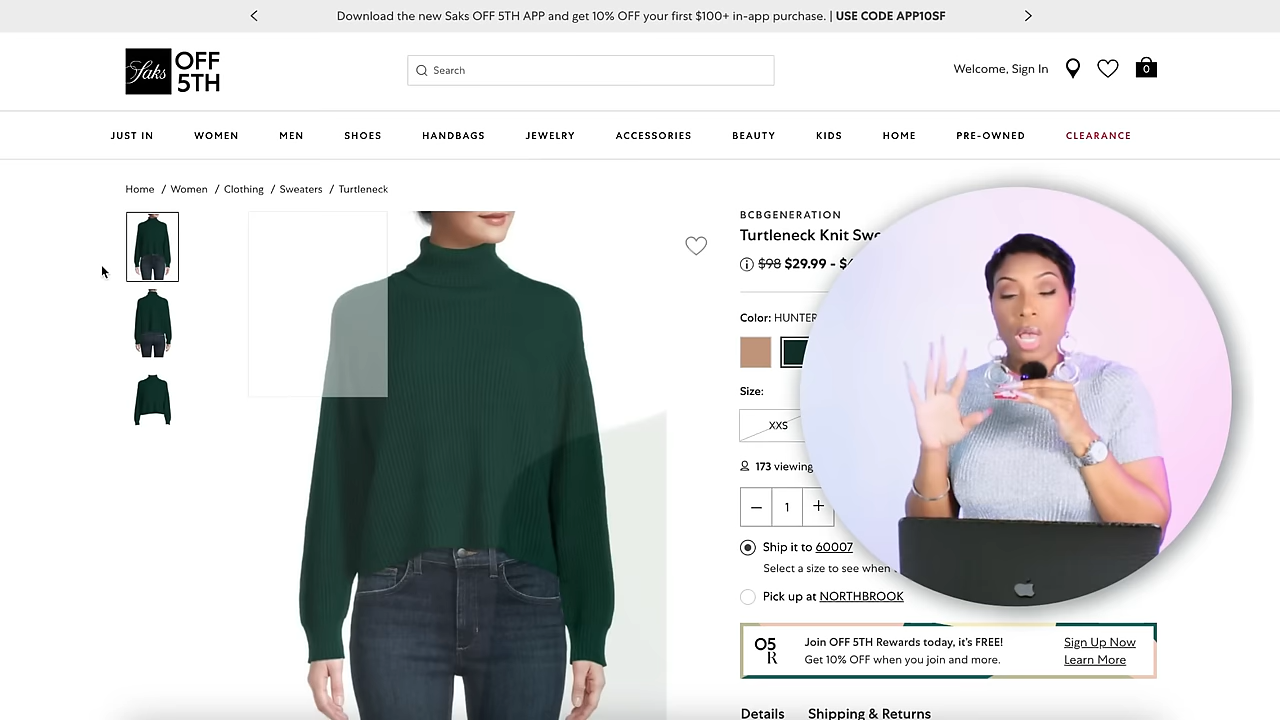 Download the new Saks OFF 5TH APP and get 10% OFF your first $100+ in-app purchase. | USE CODE APP10SF
Saks OFF 5TH
Search
Welcome, Sign In
0
JUST IN WOMEN MEN SHOES HANDBAGS JEWELRY ACCESSORIES BEAUTY KIDS HOME PRE-OWNED CLEARANCE
Home / Women / Clothing / Sweaters / Turtleneck
BCBGENERATION
Turtleneck Knit
$98 $29.99 -
Color: HUNTER
Size:
XXS
173 viewing
− 1 +
Ship it to 60007
Select a size to see when
Pick up at NORTHBROOK
O5R
Join OFF 5TH Rewards today, it's FREE!
Get 10% OFF when you join and more.
Sign Up Now
Learn More
Details Shipping & Returns